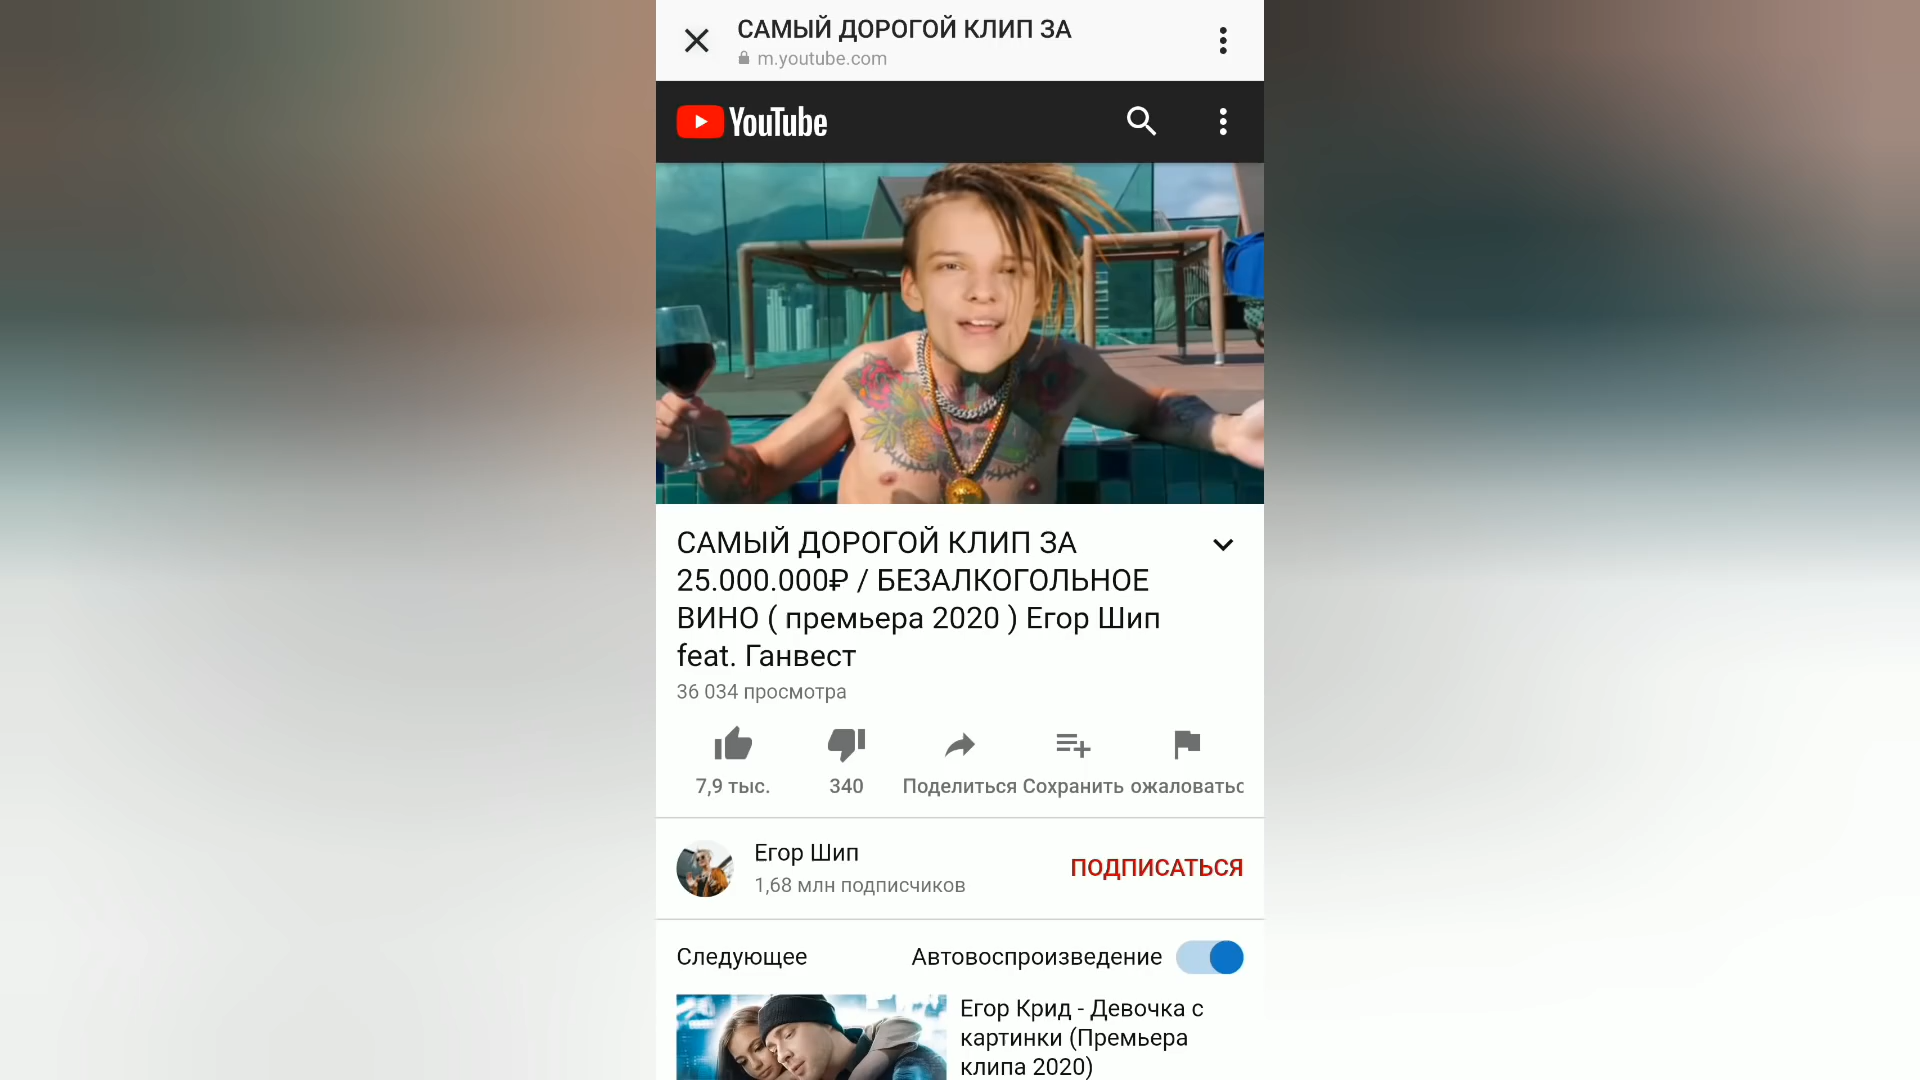 САМЫЙ ДОРОГОЙ КЛИП ЗА
m.youtube.com
YouTube
САМЫЙ ДОРОГОЙ КЛИП ЗА
25.000.000₽ / БЕЗАЛКОГОЛЬНОЕ
ВИНО ( премьера 2020 ) Егор Шип
feat. Ганвест
36 034 просмотра
7,9 тыс.
340
Поделиться
Сохранить
ожаловатьс
Егор Шип
1,68 млн подписчиков
ПОДПИСАТЬСЯ
Следующее
Автовоспроизведение
Егор Крид - Девочка с
картинки (Премьера
клипа 2020)